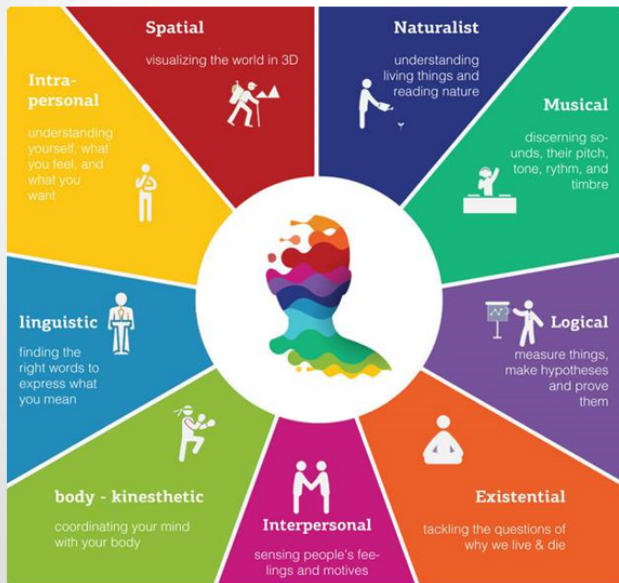 Spatial
visualizing the world in 3D
Naturalist
understanding
living things and
reading nature
Musical
discerning so-
unds, their pitch,
tone, rythm, and
timbre
Logical
measure things,
make hypotheses
and prove
them
Existential
tackling the questions of
why we live & die
Interpersonal
sensing people's fee-
lings and motives
body - kinesthetic
coordinating your mind
with your body
linguistic
finding the
right words to
express what
you mean
Intra-
personal
understanding
yourself, what
you feel, and
what you
want